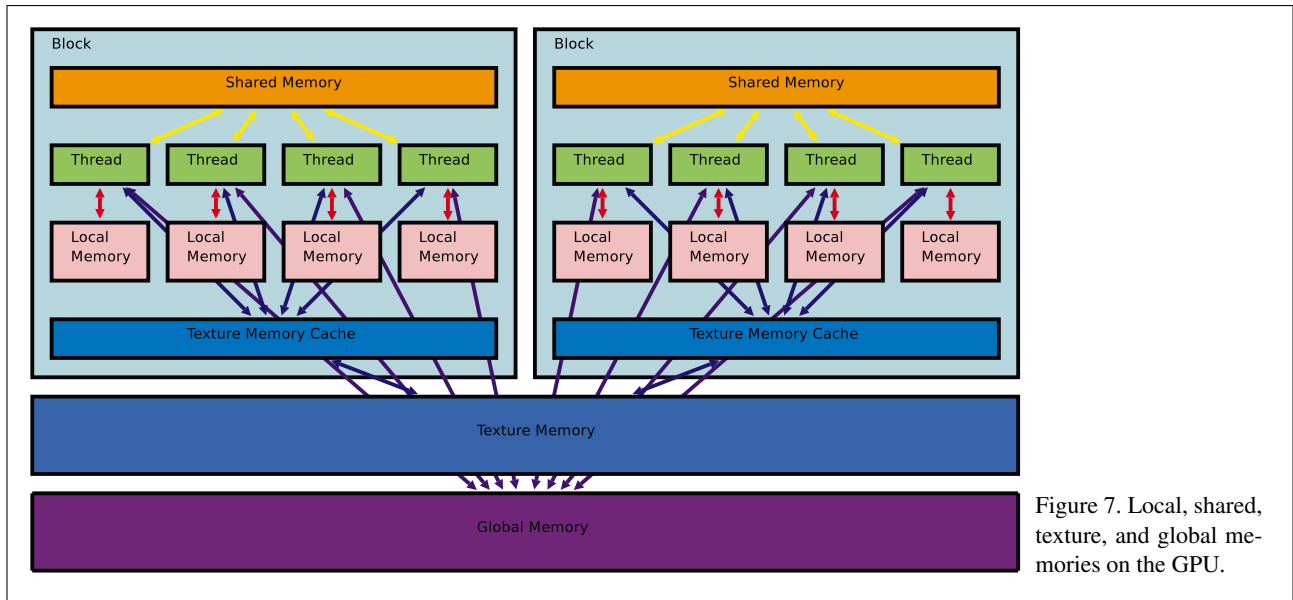 Block
Shared Memory
Thread
Thread
Thread
Thread
Local
Memory
Local
Memory
Local
Memory
Local
Memory
Texture Memory Cache
Block
Shared Memory
Thread
Thread
Thread
Thread
Local
Memory
Local
Memory
Local
Memory
Local
Memory
Texture Memory Cache
Texture Memory
Global Memory
Figure 7. Local, shared,
texture, and global me-
mories on the GPU.